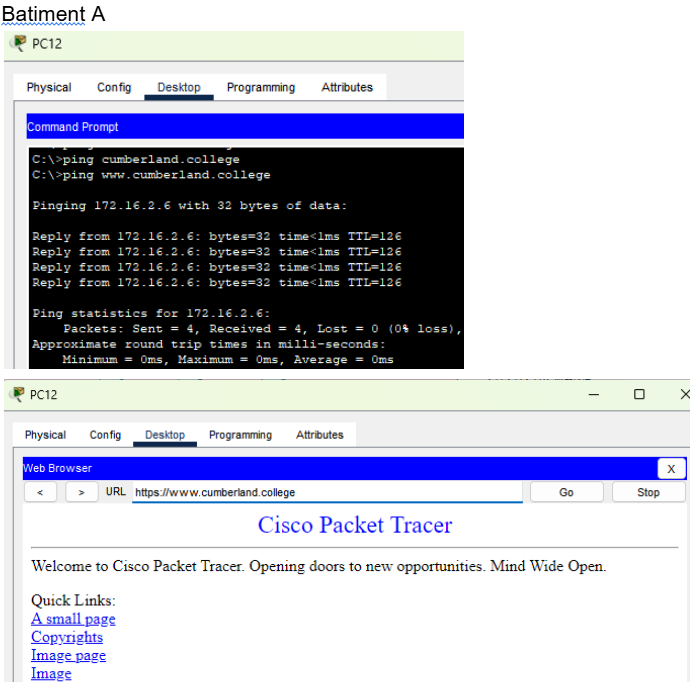 Batiment A
PC12
Physical Config Desktop Programming Attributes
Command Prompt
C:\>ping cumberland.college
C:\>ping www.cumberland.college
Pinging 172.16.2.6 with 32 bytes of data:
Reply from 172.16.2.6: bytes=32 time<1ms TTL=126
Reply from 172.16.2.6: bytes=32 time<1ms TTL=126
Reply from 172.16.2.6: bytes=32 time<1ms TTL=126
Reply from 172.16.2.6: bytes=32 time<1ms TTL=126
Ping statistics for 172.16.2.6:
Packets: Sent = 4, Received = 4, Lost = 0 (0% loss),
Approximate round trip times in milli-seconds:
Minimum = 0ms, Maximum = 0ms, Average = 0ms
PC12
Physical Config Desktop Programming Attributes
Web Browser X
< > URL https://www.cumberland.college Go Stop
Cisco Packet Tracer
Welcome to Cisco Packet Tracer. Opening doors to new opportunities. Mind Wide Open.
Quick Links:
A small page
Copyrights
Image page
Image